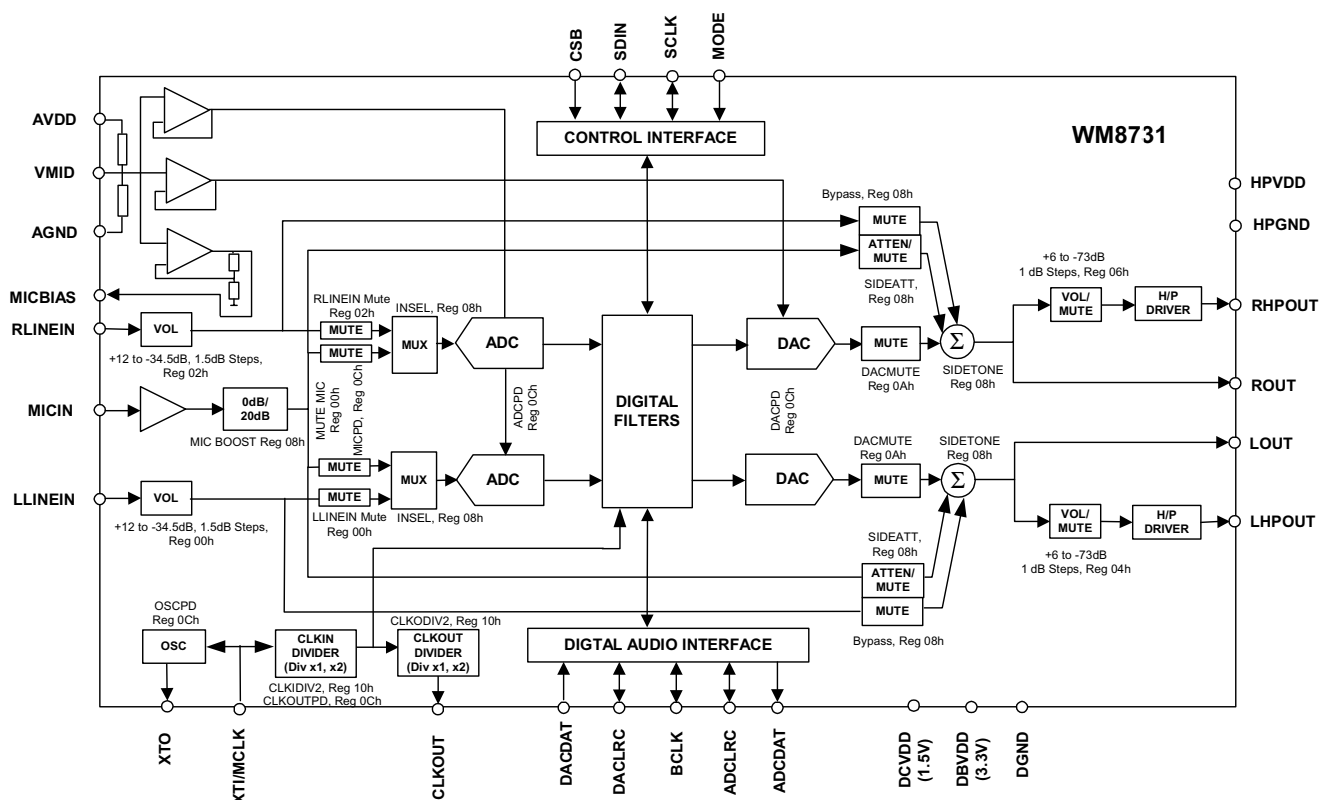 CSB
SDIN
SCLK
MODE
WM8731
AVDD
VMID
AGND
MICBIAS
RLINEIN
MICIN
LLINEIN
CONTROL INTERFACE
HPVDD
HPGND
RHPOUT
ROUT
LOUT
LHPOUT
Bypass, Reg 08h
MUTE
ATTEN/
MUTE
SIDEATT,
Reg 08h
+6 to -73dB
1 dB Steps, Reg 06h
VOL/
MUTE
H/P
DRIVER
VOL
+12 to -34.5dB, 1.5dB Steps,
Reg 02h
RLINEIN Mute
Reg 02h
INSEL, Reg 08h
MUTE
MUTE
MUX
ADC
DAC
MUTE
Σ
DACMUTE
Reg 0Ah
SIDETONE
Reg 08h
0dB/
20dB
MIC BOOST Reg 08h
MUTE MIC
Reg 00h
MICPD, Reg 0Ch
ADCPD
Reg 0Ch
DIGITAL
FILTERS
DACPD
Reg 0Ch
DACMUTE
Reg 0Ah
SIDETONE
Reg 08h
VOL
+12 to -34.5dB, 1.5dB Steps,
Reg 00h
MUTE
MUTE
LLINEIN Mute
Reg 00h
MUX
INSEL, Reg 08h
ADC
DAC
MUTE
Σ
VOL/
MUTE
H/P
DRIVER
+6 to -73dB
1 dB Steps, Reg 04h
SIDEATT,
Reg 08h
ATTEN/
MUTE
MUTE
Bypass, Reg 08h
OSCPD
Reg 0Ch
OSC
CLKIN
DIVIDER
(Div x1, x2)
CLKIDIV2, Reg 10h
CLKOUTPD, Reg 0Ch
CLKODIV2, Reg 10h
CLKOUT
DIVIDER
(Div x1, x2)
DIGTAL AUDIO INTERFACE
XTO
XTI/MCLK
CLKOUT
DACDAT
DACLRC
BCLK
ADCLRC
ADCDAT
DCVDD
(1.5V)
DBVDD
(3.3V)
DGND